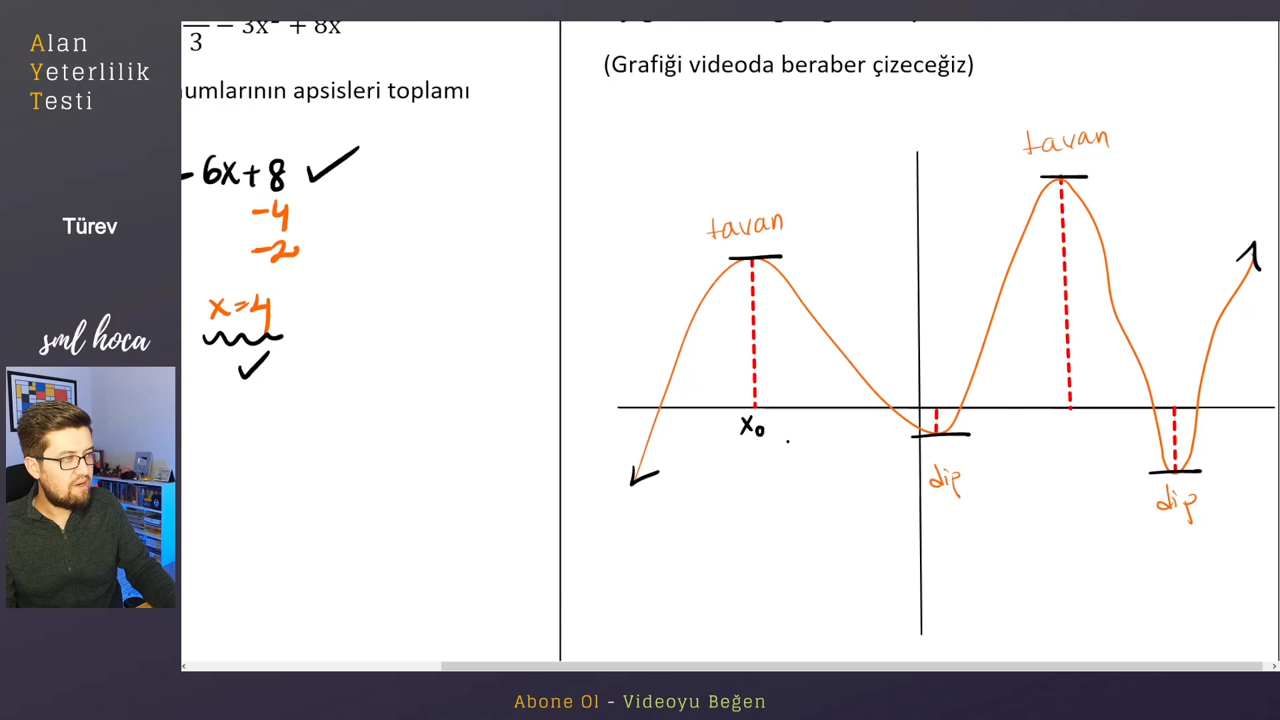 Alan
Yeterlilik
Testi
Türev
sml hoca
3 − 3x² + 8x
umlarının apsisleri toplamı
- 6x + 8
-4
-2
x=4
(Grafiği videoda beraber çizeceğiz)
tavan
tavan
x₀
dip
dip
Abone Ol - Videoyu Beğen